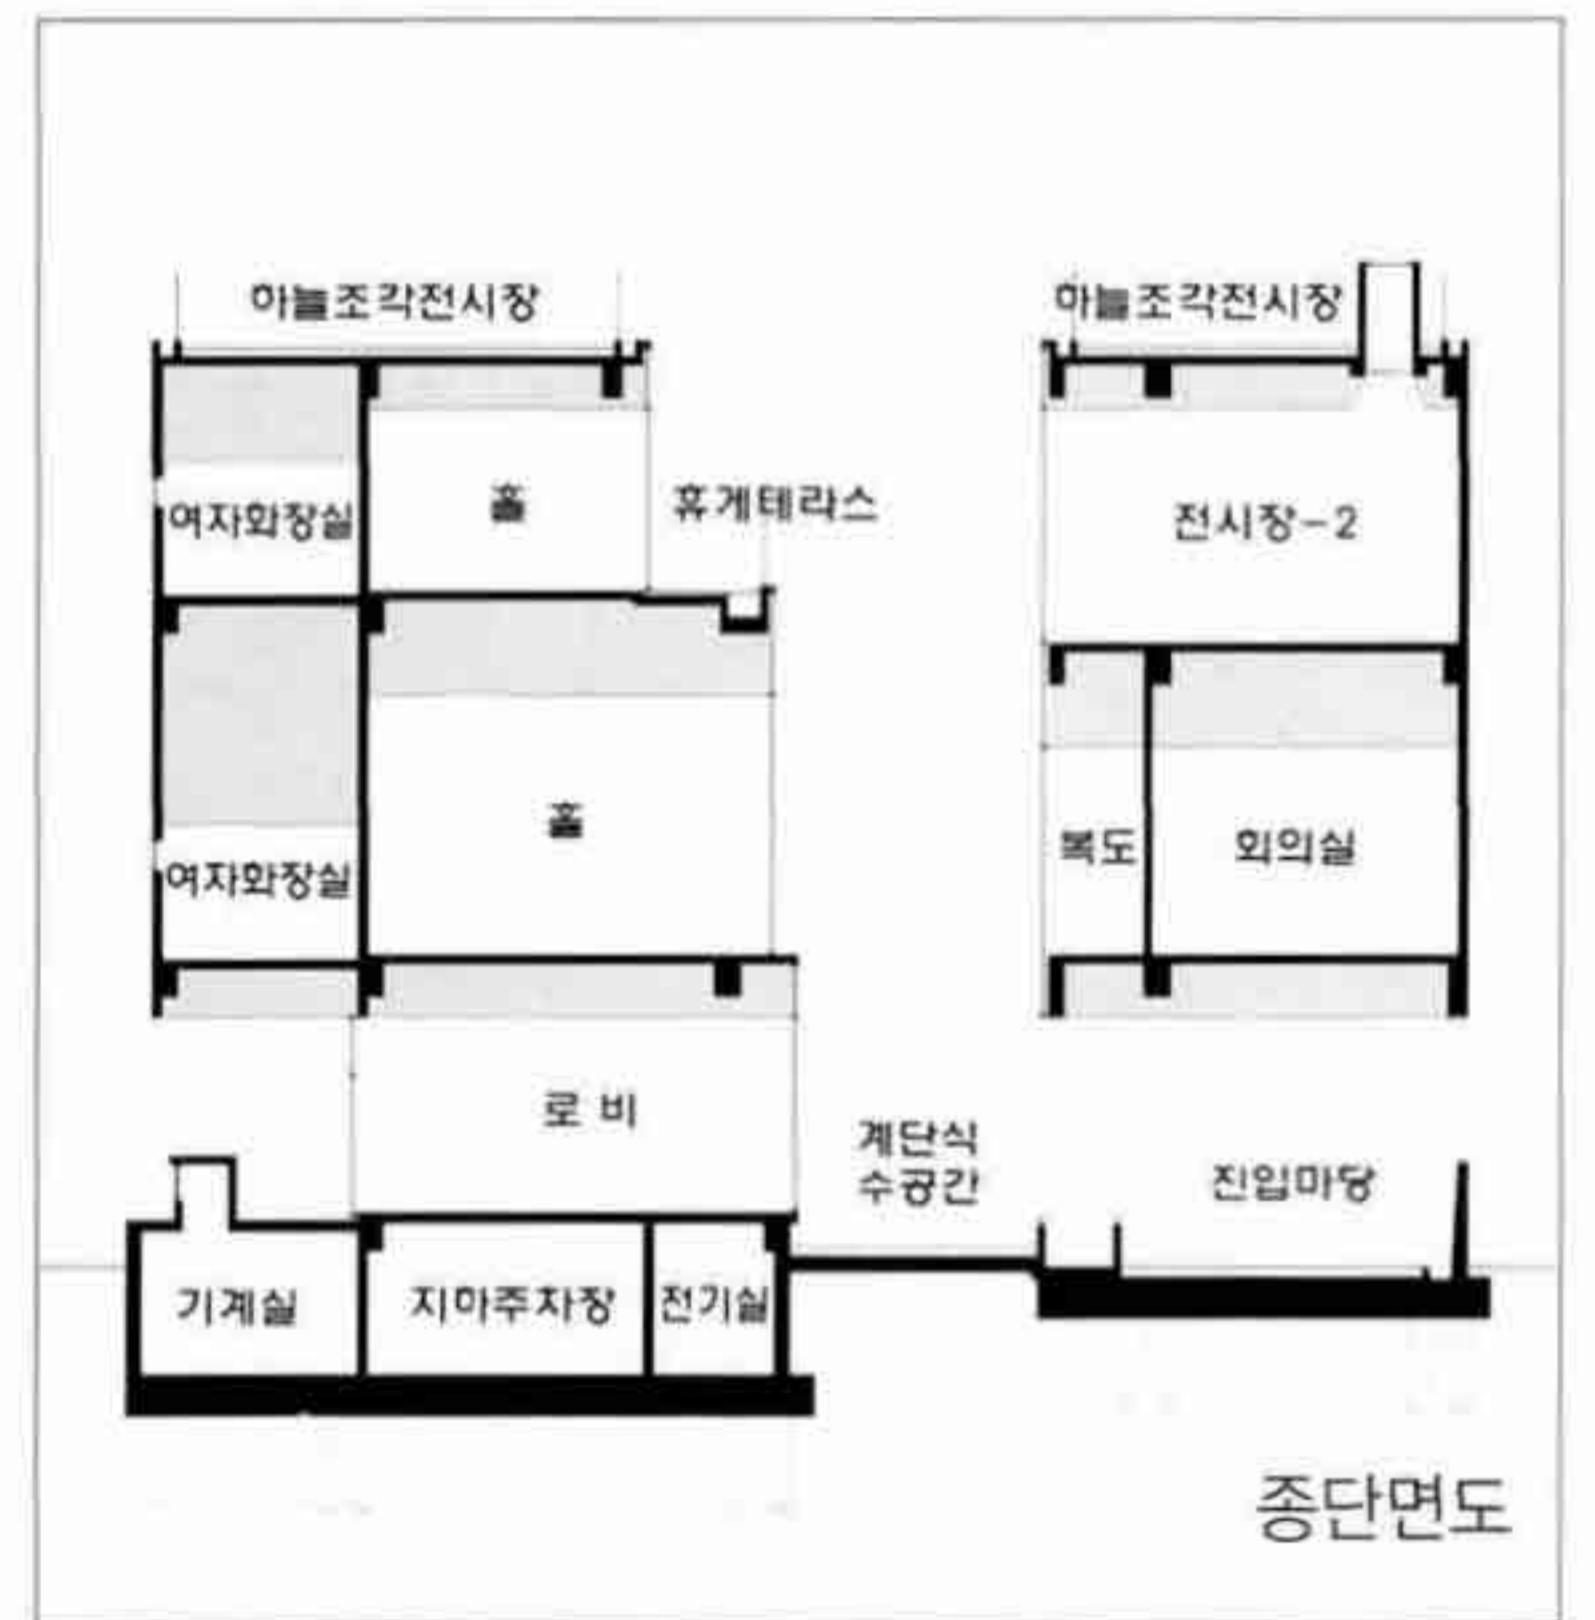 하늘조각전시장
하늘조각전시장
여자화장실
홀
휴게테라스
전시장-2
여자화장실
홀
복도
회의실
로 비
계단식
수공간
진입마당
기계실
지하주차장
전기실
종단면도